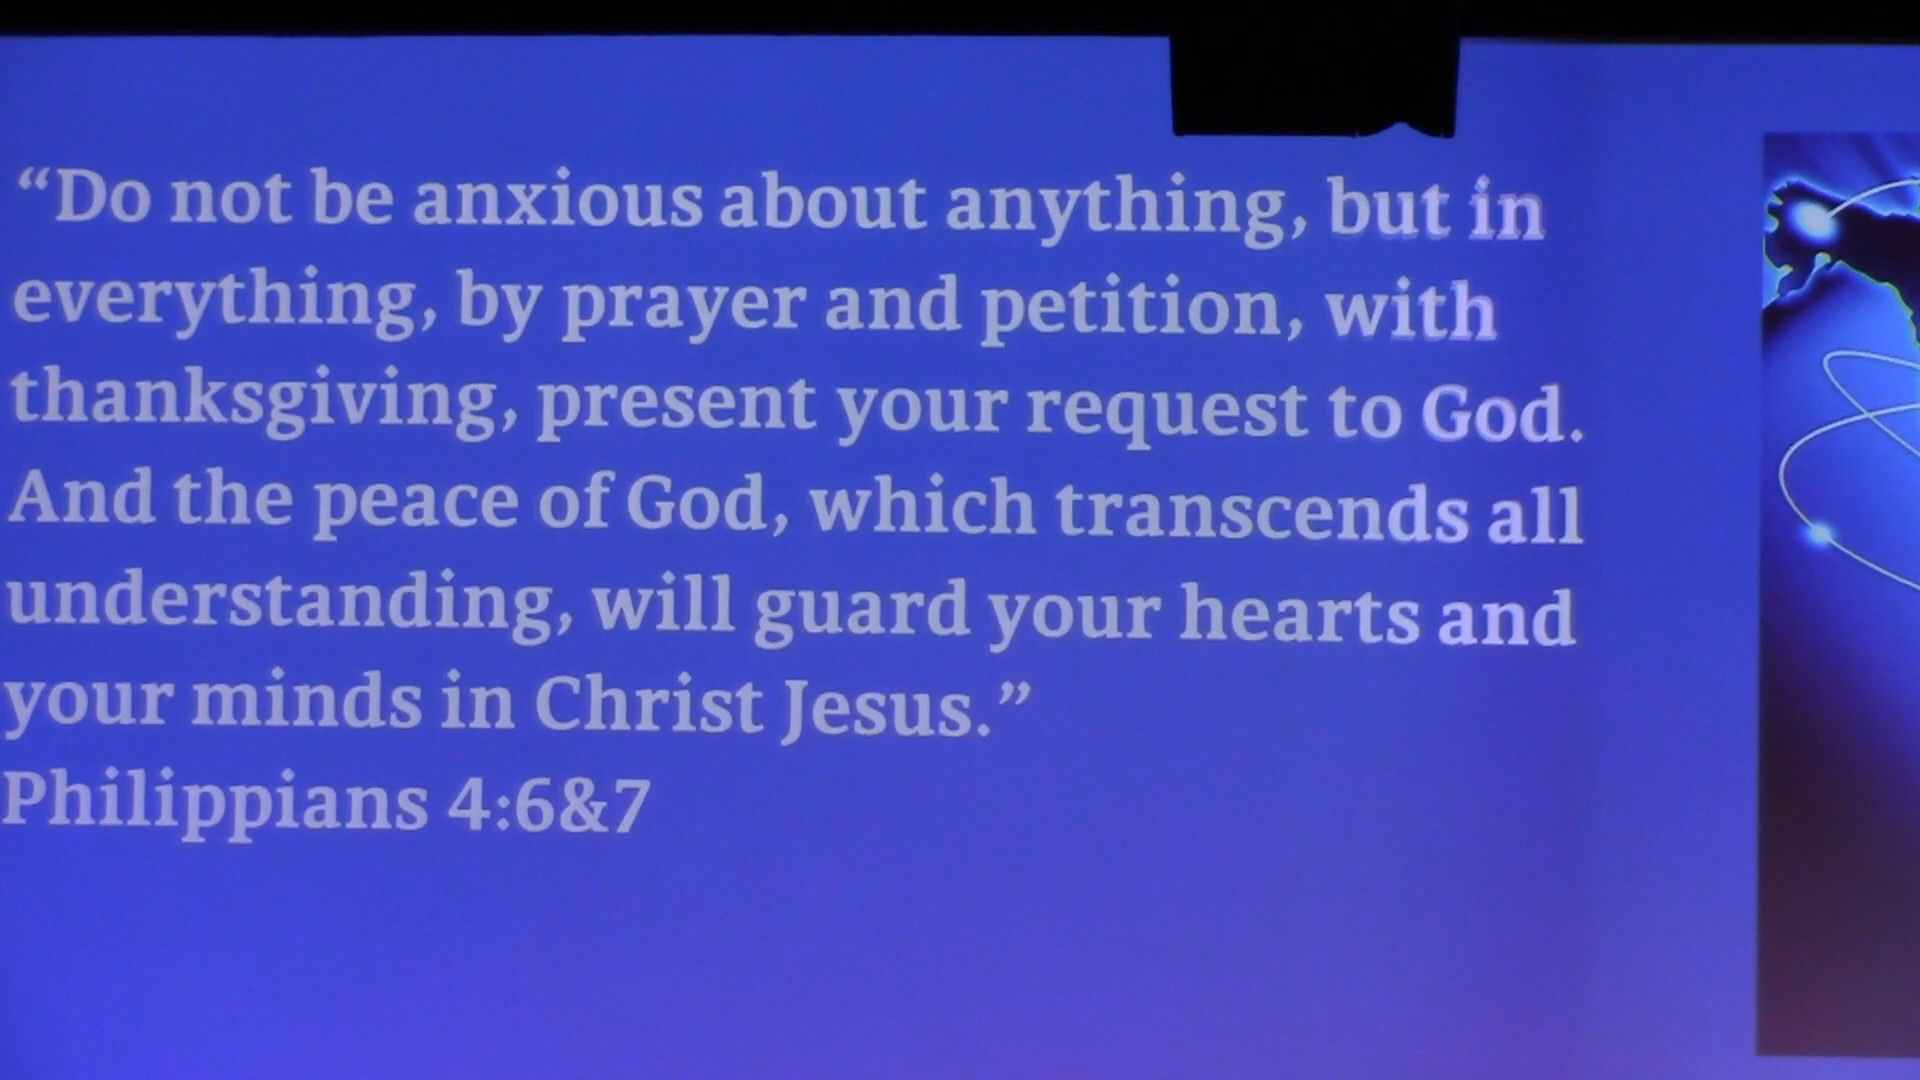 “Do not be anxious about anything, but in
everything, by prayer and petition, with
thanksgiving, present your request to God.
And the peace of God, which transcends all
understanding, will guard your hearts and
your minds in Christ Jesus.”
Philippians 4:6&7